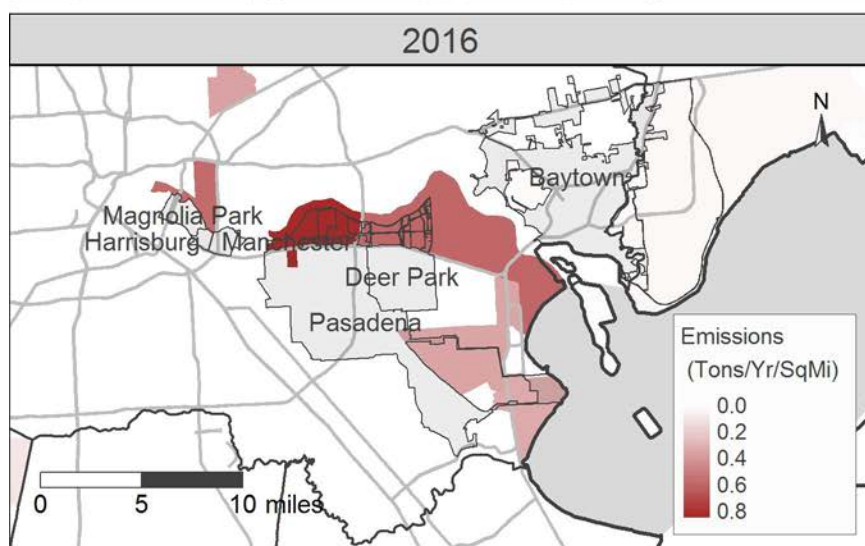 2016
N
Baytown
Magnolia Park
Harrisburg / Manchester
Deer Park
Pasadena
Emissions
(Tons/Yr/SqMi)
0.0
0.2
0.4
0.6
0.8
0 5 10 miles